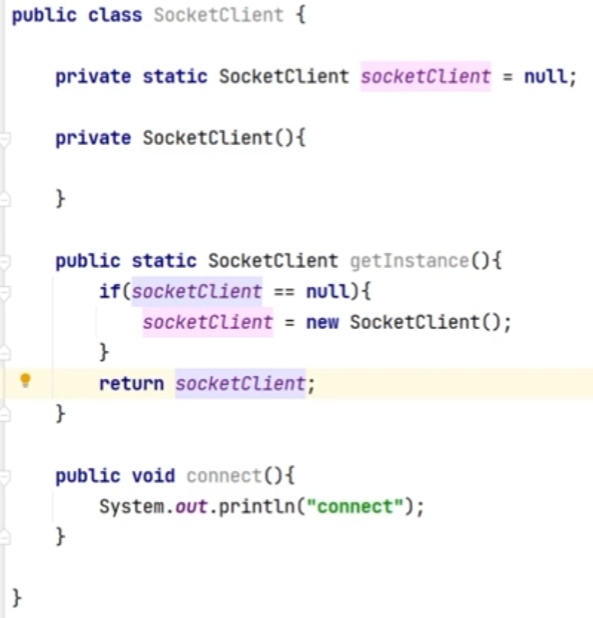 public class SocketClient {
private static SocketClient socketClient = null;
private SocketClient(){
}
public static SocketClient getInstance(){
if(socketClient == null){
socketClient = new SocketClient();
}
return socketClient;
}
public void connect(){
System.out.println("connect");
}
}